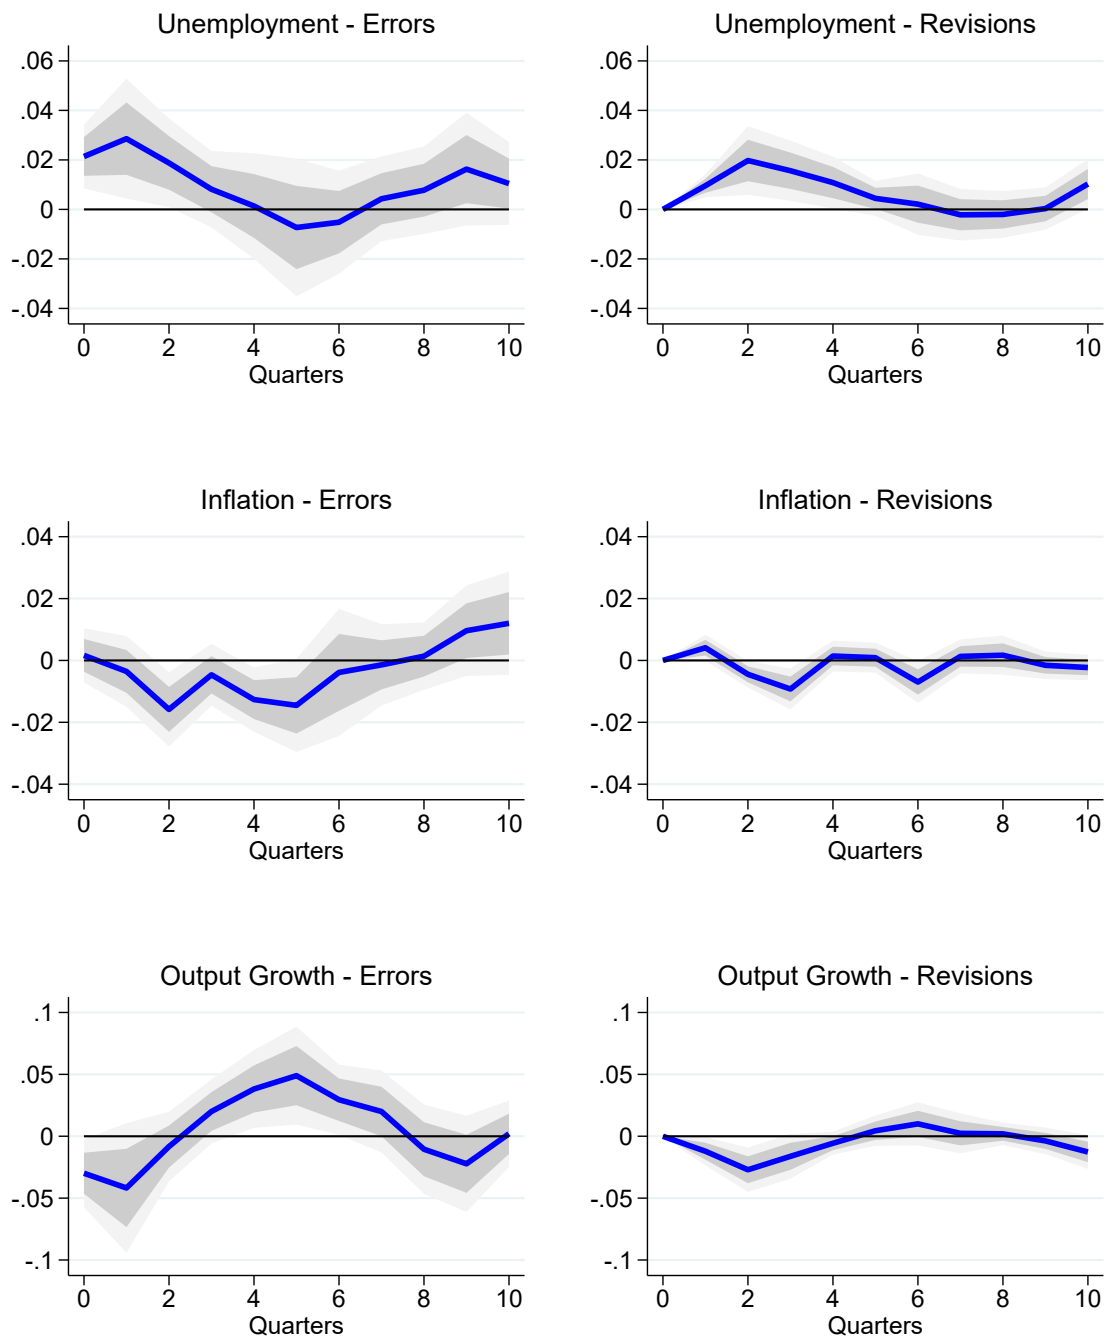 Unemployment - Errors
.06
.04
.02
0
-.02
-.04
0 2 4 6 8 10
Quarters
Unemployment - Revisions
.06
.04
.02
0
-.02
-.04
0 2 4 6 8 10
Quarters
Inflation - Errors
.04
.02
0
-.02
-.04
0 2 4 6 8 10
Quarters
Inflation - Revisions
.04
.02
0
-.02
-.04
0 2 4 6 8 10
Quarters
Output Growth - Errors
.1
.05
0
-.05
-.1
0 2 4 6 8 10
Quarters
Output Growth - Revisions
.1
.05
0
-.05
-.1
0 2 4 6 8 10
Quarters